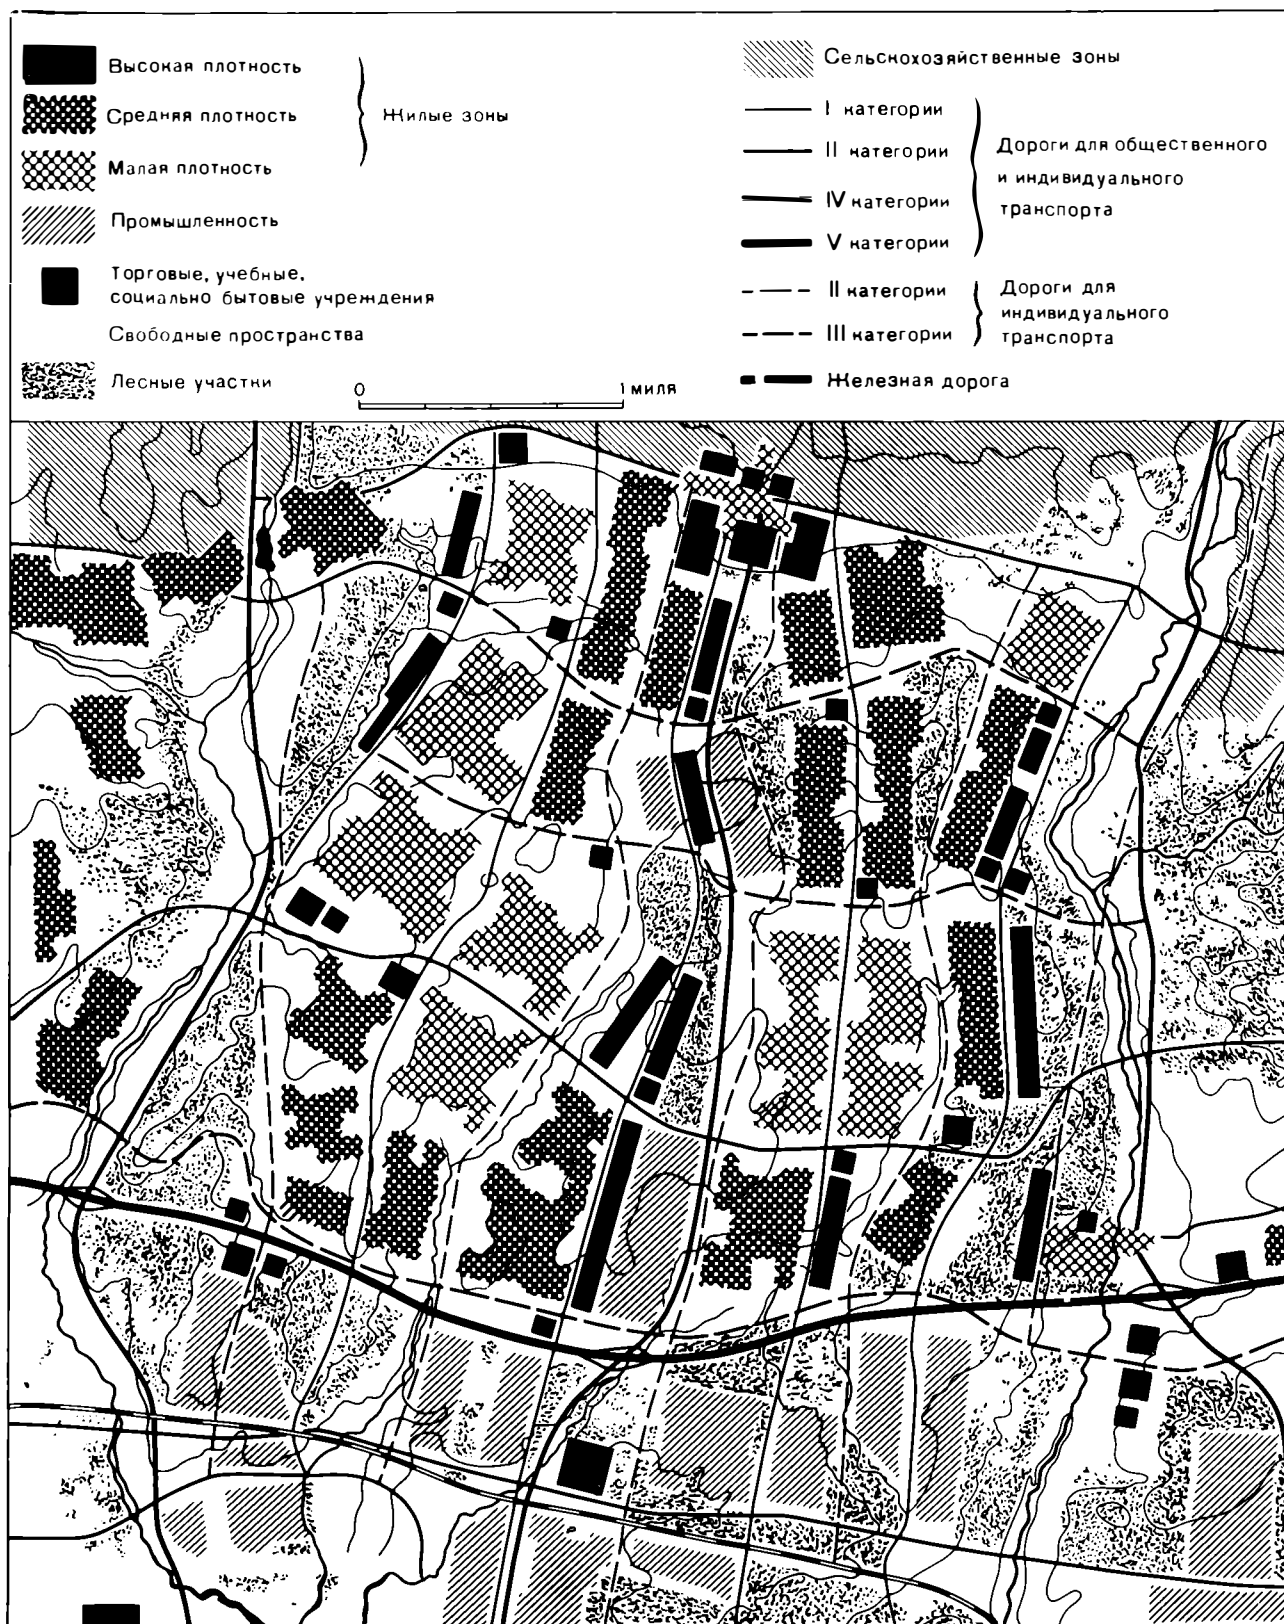 Высокая плотность
Средняя плотность
Малая плотность
Жилые зоны
Промышленность
Торговые, учебные,
социально бытовые учреждения
Свободные пространства
Лесные участки
0 1 миля
Сельскохозяйственные зоны
I категории
II категории
IV категории
V категории
Дороги для общественного
и индивидуального
транспорта
II категории
III категории
Дороги для
индивидуального
транспорта
Железная дорога